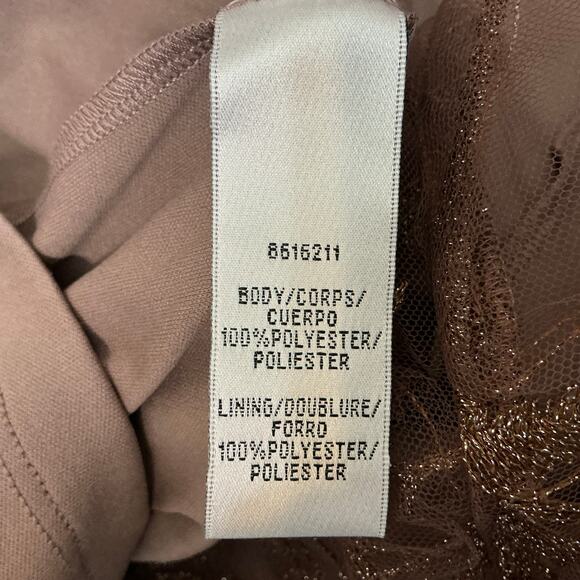 8616211
BODY/CORPS/
CUERPO
100%POLYESTER/
POLIESTER
LINING/DOUBLURE/
FORRO
100%POLYESTER/
POLIESTER